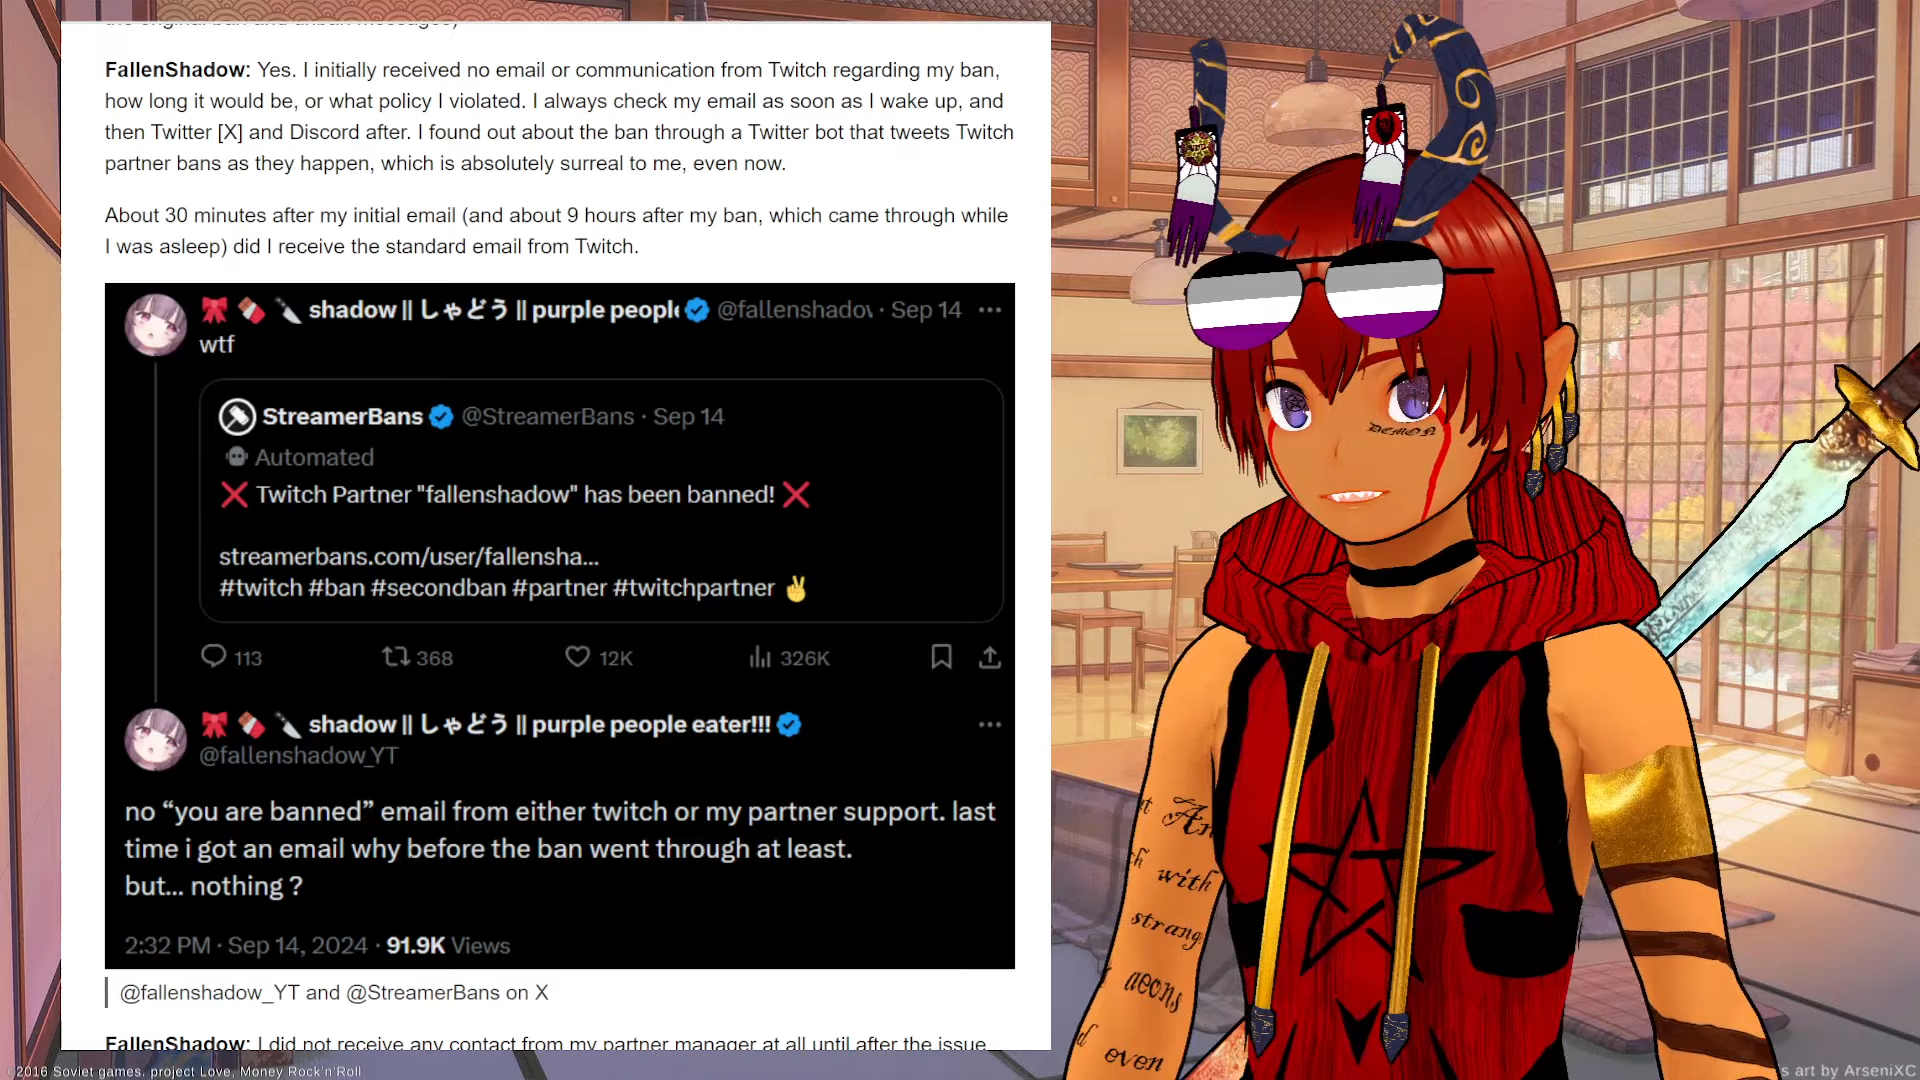 FallenShadow: Yes. I initially received no email or communication from Twitch regarding my ban,
how long it would be, or what policy I violated. I always check my email as soon as I wake up, and
then Twitter [X] and Discord after. I found out about the ban through a Twitter bot that tweets Twitch
partner bans as they happen, which is absolutely surreal to me, even now.
About 30 minutes after my initial email (and about 9 hours after my ban, which came through while
I was asleep) did I receive the standard email from Twitch.
shadow || しゃどう || purple people @fallenshadow · Sep 14
wtf
StreamerBans @StreamerBans · Sep 14
Automated
❌ Twitch Partner "fallenshadow" has been banned! ❌
streamerbans.com/user/fallensha...
#twitch #ban #secondban #partner #twitchpartner ✌
113 368 12K 326K
shadow || しゃどう || purple people eater!!!
@fallenshadow_YT
no “you are banned” email from either twitch or my partner support. last
time i got an email why before the ban went through at least.
but... nothing ?
2:32 PM · Sep 14, 2024 · 91.9K Views
@fallenshadow_YT and @StreamerBans on X
FallenShadow: I did not receive any contact from my partner manager at all until after the issue
DEMON
with
strang
aeons
even
©2016 Soviet games. project Love, Money Rock'n'Roll
s art by ArseniXC